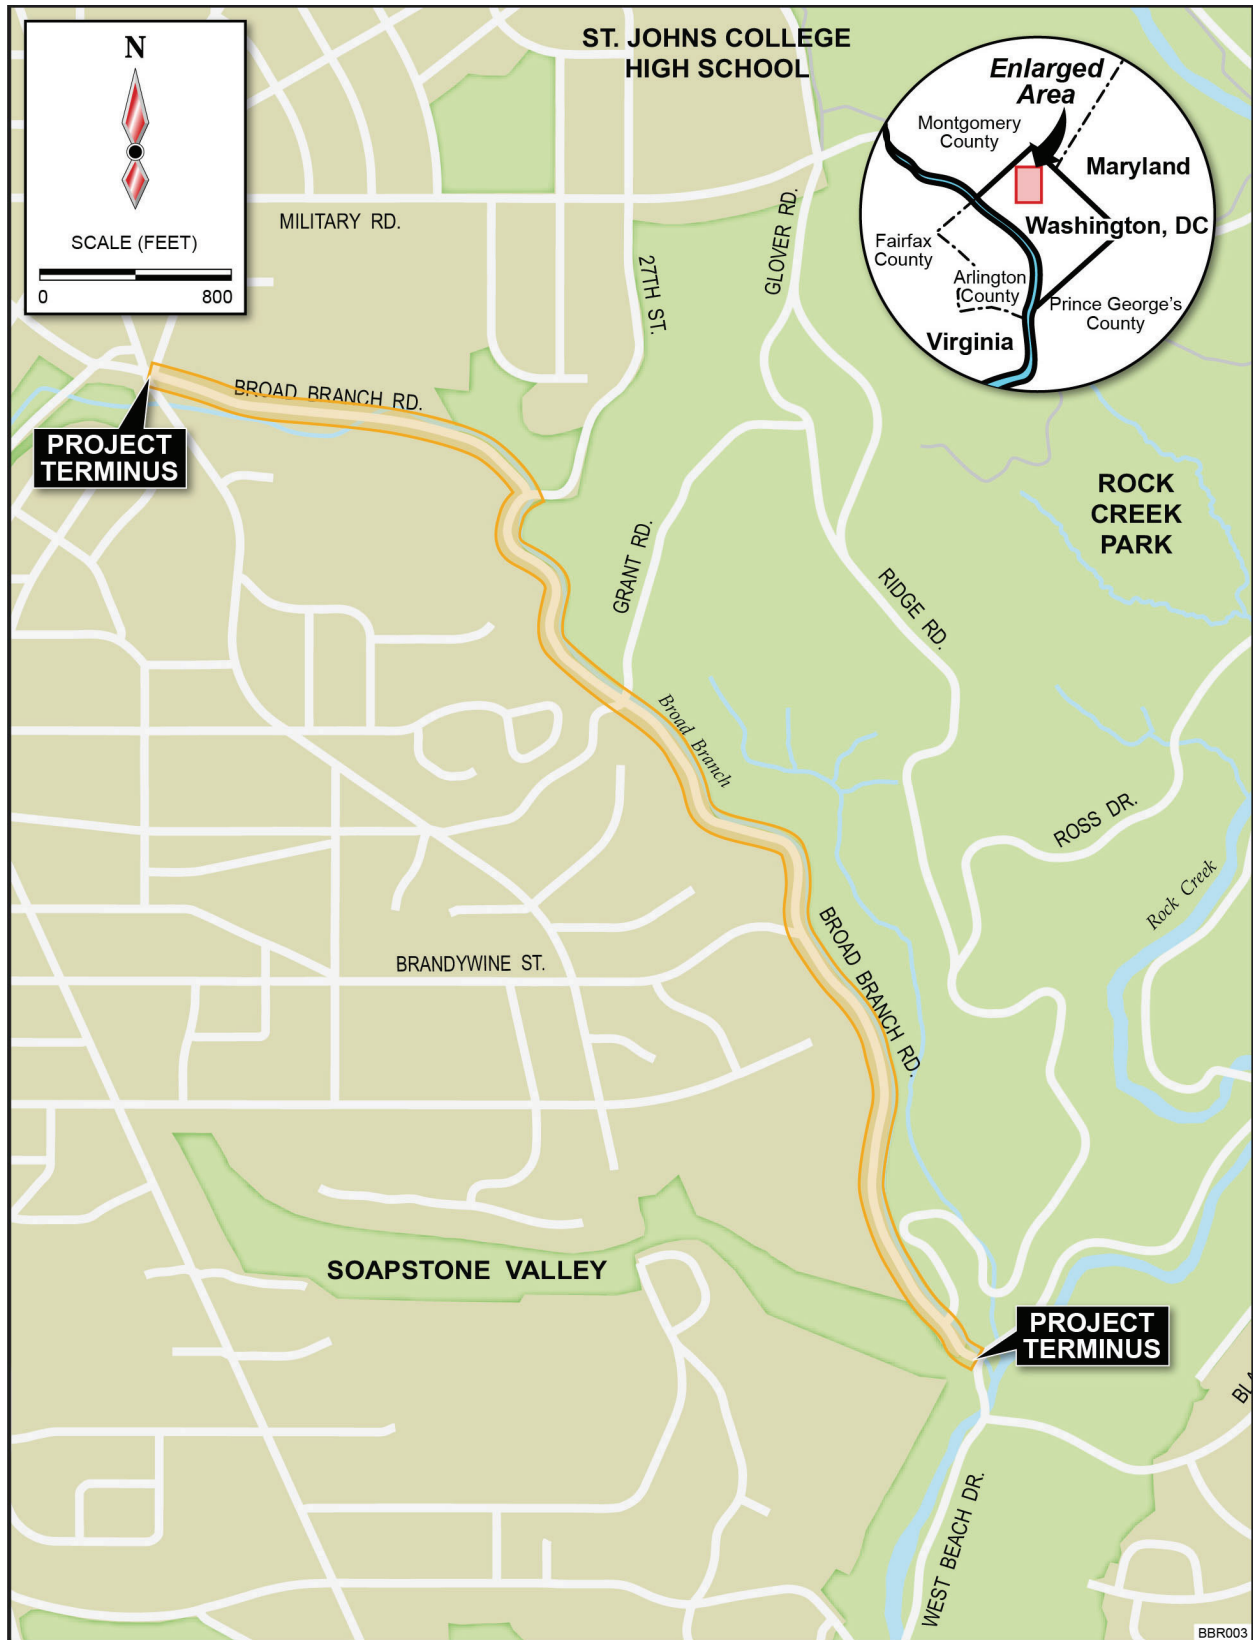 N
SCALE (FEET)
0 800
ST. JOHNS COLLEGE
HIGH SCHOOL
Enlarged
Area
Montgomery
County
Maryland
Washington, DC
Fairfax
County
Arlington
County
Prince George's
County
Virginia
MILITARY RD.
27TH ST.
GLOVER RD.
BROAD BRANCH RD.
PROJECT
TERMINUS
ROCK
CREEK
PARK
GRANT RD.
RIDGE RD.
Broad Branch
ROSS DR.
Rock Creek
BROAD BRANCH RD.
BRANDYWINE ST.
SOAPSTONE VALLEY
PROJECT
TERMINUS
WEST BEACH DR.
BBR003